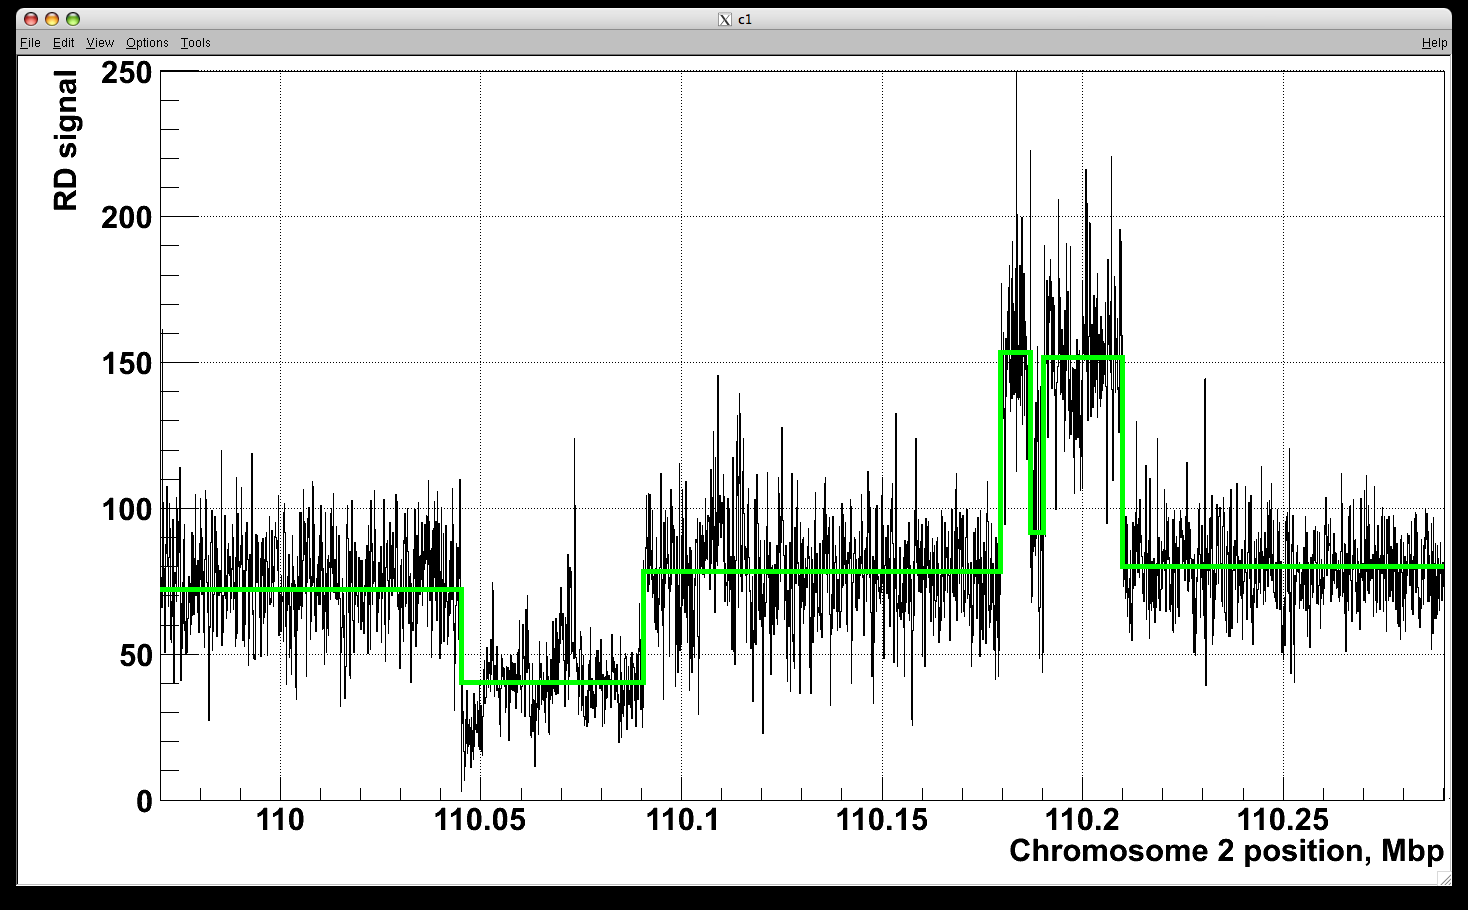 X c1
File Edit View Options Tools Help
RD signal
250
200
150
100
50
0
110 110.05 110.1 110.15 110.2 110.25
Chromosome 2 position, Mbp